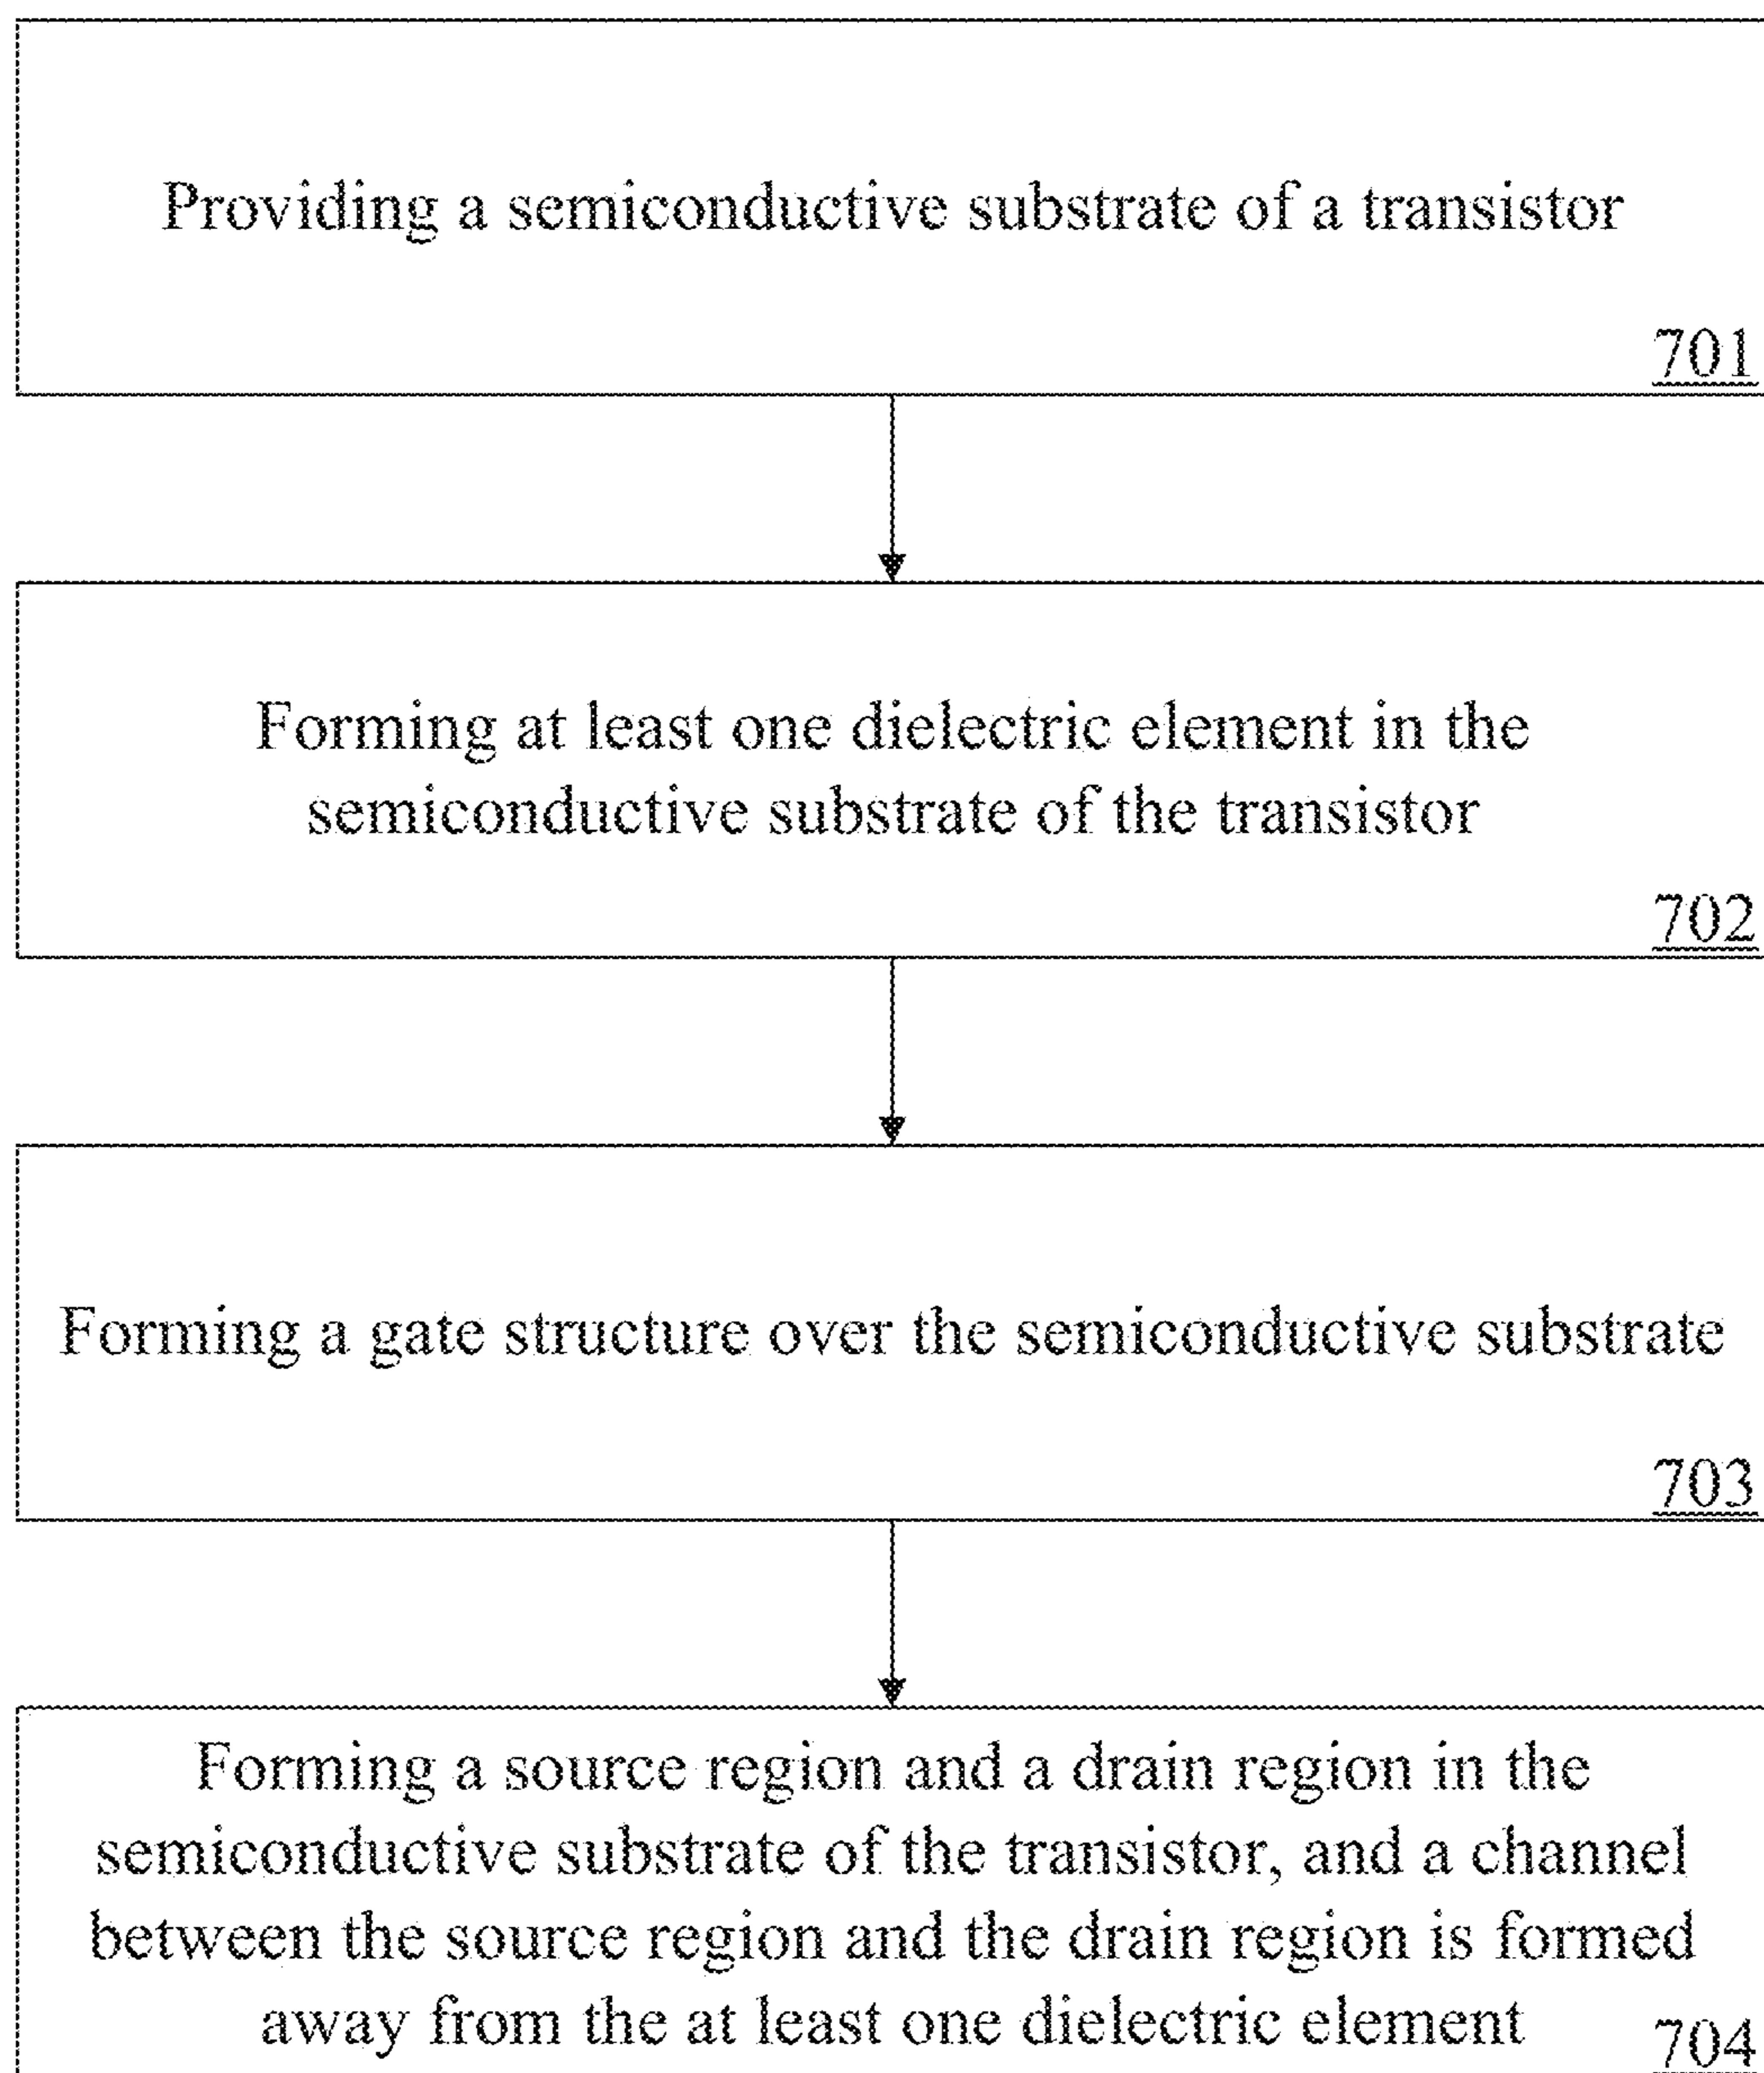 Providing a semiconductive substrate of a transistor
701
Forming at least one dielectric element in the
semiconductive substrate of the transistor
702
Forming a gate structure over the semiconductive substrate
703
Forming a source region and a drain region in the
semiconductive substrate of the transistor, and a channel
between the source region and the drain region is formed
away from the at least one dielectric element
704